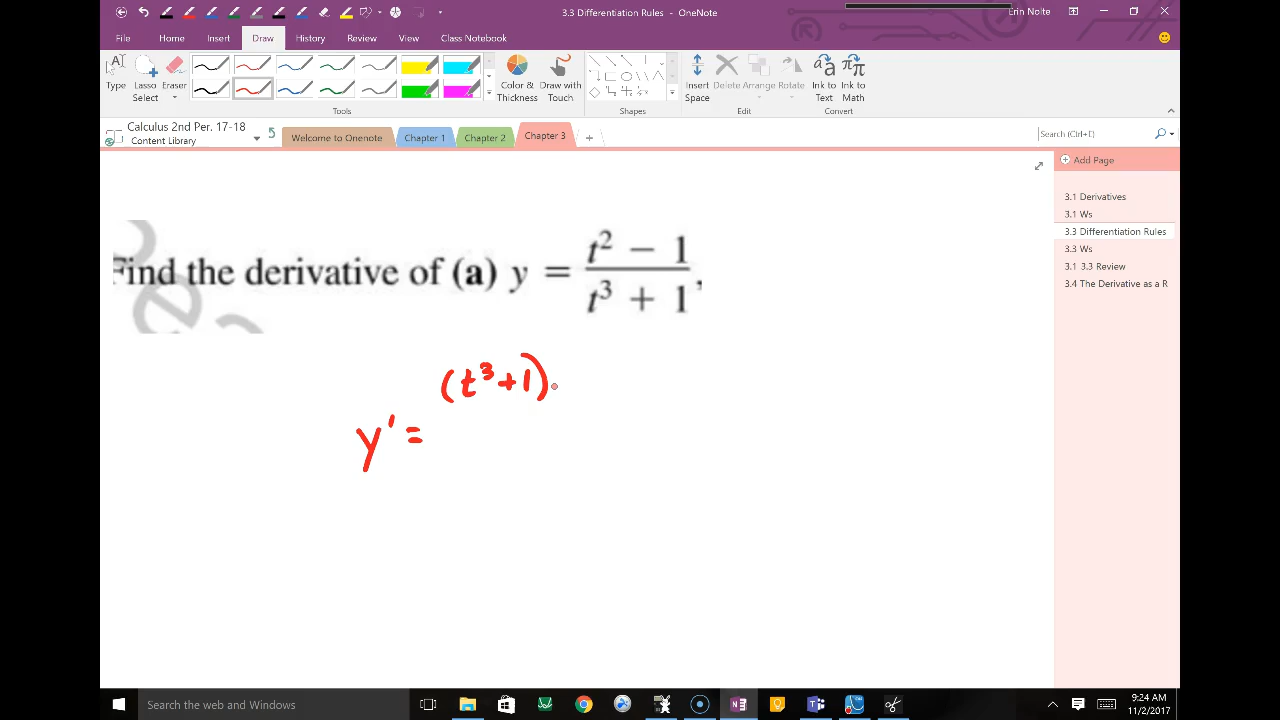 3.3 Differentiation Rules - OneNote
Erin Nolte
File Home Insert Draw History Review View Class Notebook
Type
Lasso Select
Eraser
Color & Thickness
Draw with Touch
Insert Space
Delete
Arrange
Rotate
Ink to Text
Ink to Math
Tools
Shapes
Edit
Convert
Calculus 2nd Per. 17-18
Content Library
Welcome to Onenote
Chapter 1
Chapter 2
Chapter 3
Search (Ctrl+E)
Add Page
3.1 Derivatives
3.1 Ws
3.3 Differentiation Rules
3.3 Ws
3.1 3.3 Review
3.4 The Derivative as a R
t² − 1
Find the derivative of (a) y = ,
t³ + 1
(t³+1)
y' =
Search the web and Windows
9:24 AM
11/2/2017